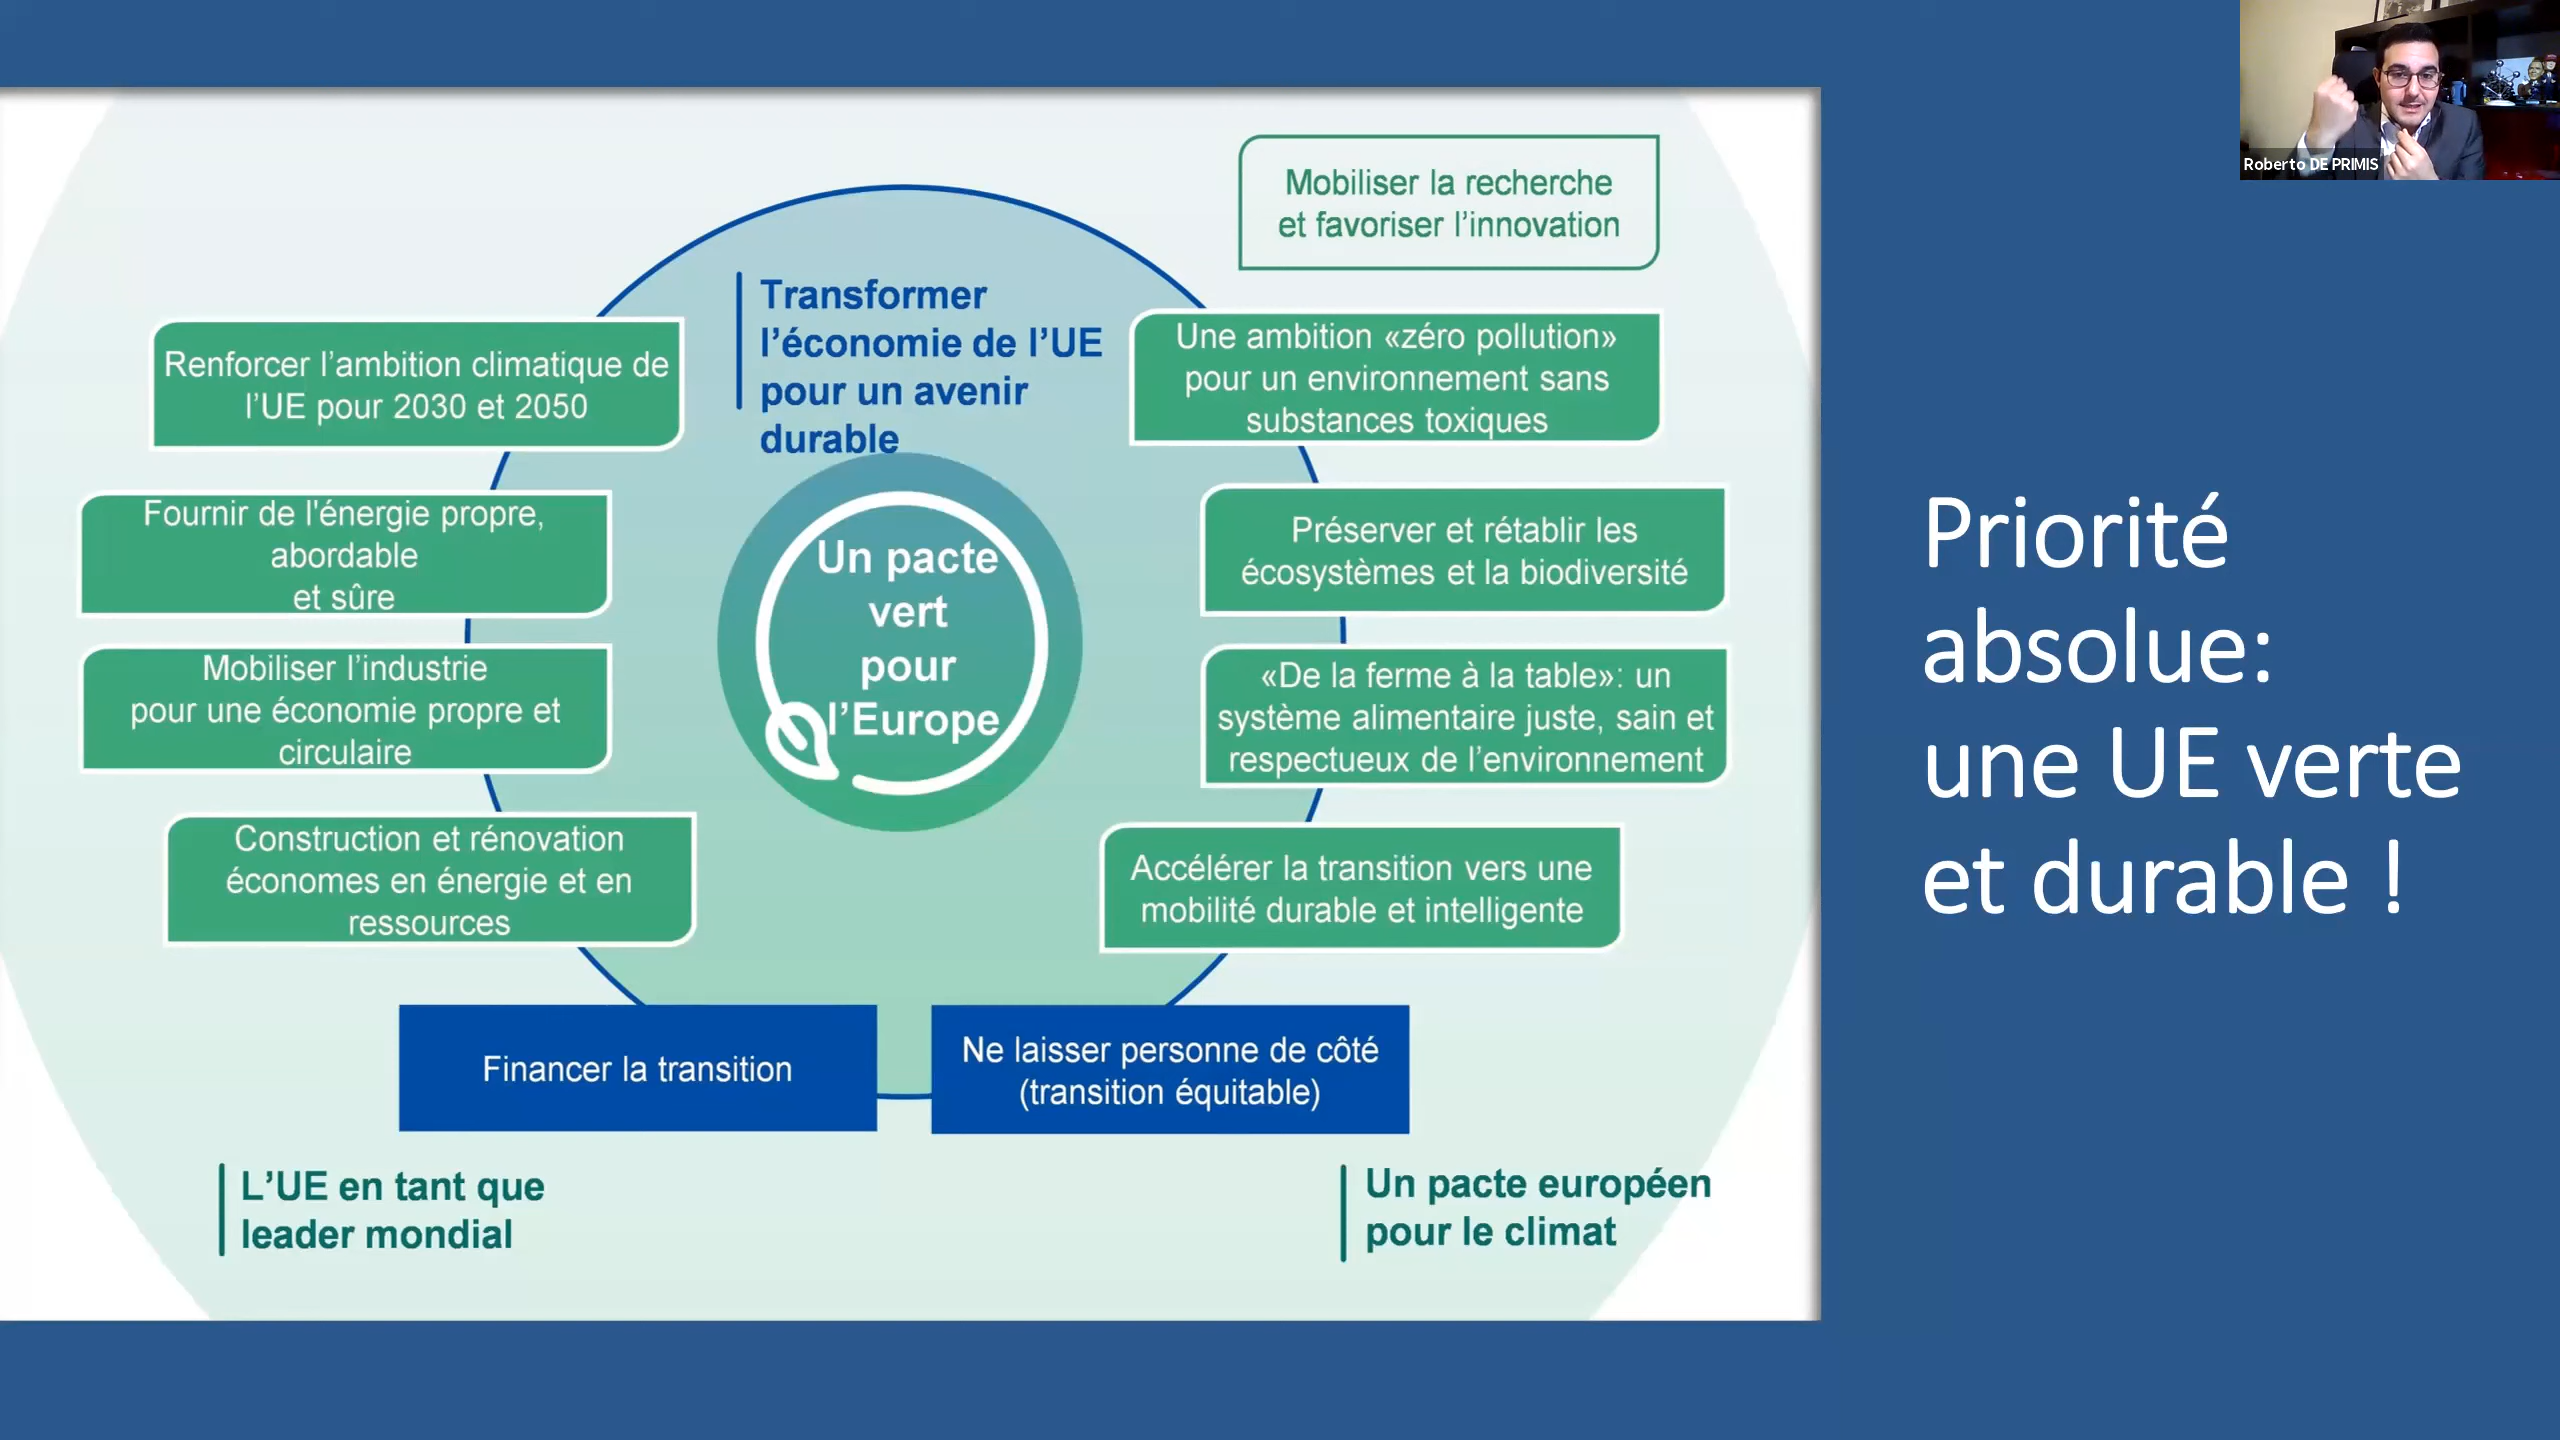 Roberto DE PRIMIS
Mobiliser la recherche
et favoriser l’innovation
Transformer
l’économie de l’UE
pour un avenir
durable
Renforcer l’ambition climatique de
l’UE pour 2030 et 2050
Fournir de l'énergie propre,
abordable
et sûre
Mobiliser l’industrie
pour une économie propre et
circulaire
Construction et rénovation
économes en énergie et en
ressources
Un pacte
vert
pour
l’Europe
Une ambition «zéro pollution»
pour un environnement sans
substances toxiques
Préserver et rétablir les
écosystèmes et la biodiversité
«De la ferme à la table»: un
système alimentaire juste, sain et
respectueux de l’environnement
Accélérer la transition vers une
mobilité durable et intelligente
Financer la transition
Ne laisser personne de côté
(transition équitable)
L’UE en tant que
leader mondial
Un pacte européen
pour le climat
Priorité
absolue:
une UE verte
et durable !